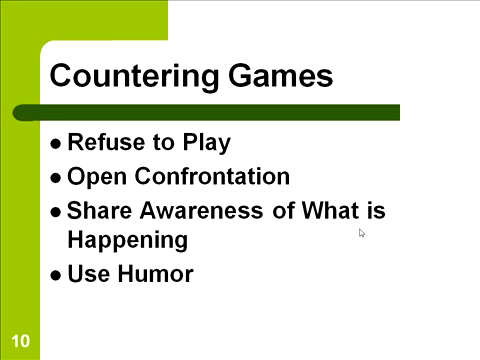 Countering Games
Refuse to Play
Open Confrontation
Share Awareness of What is
Happening
Use Humor
10